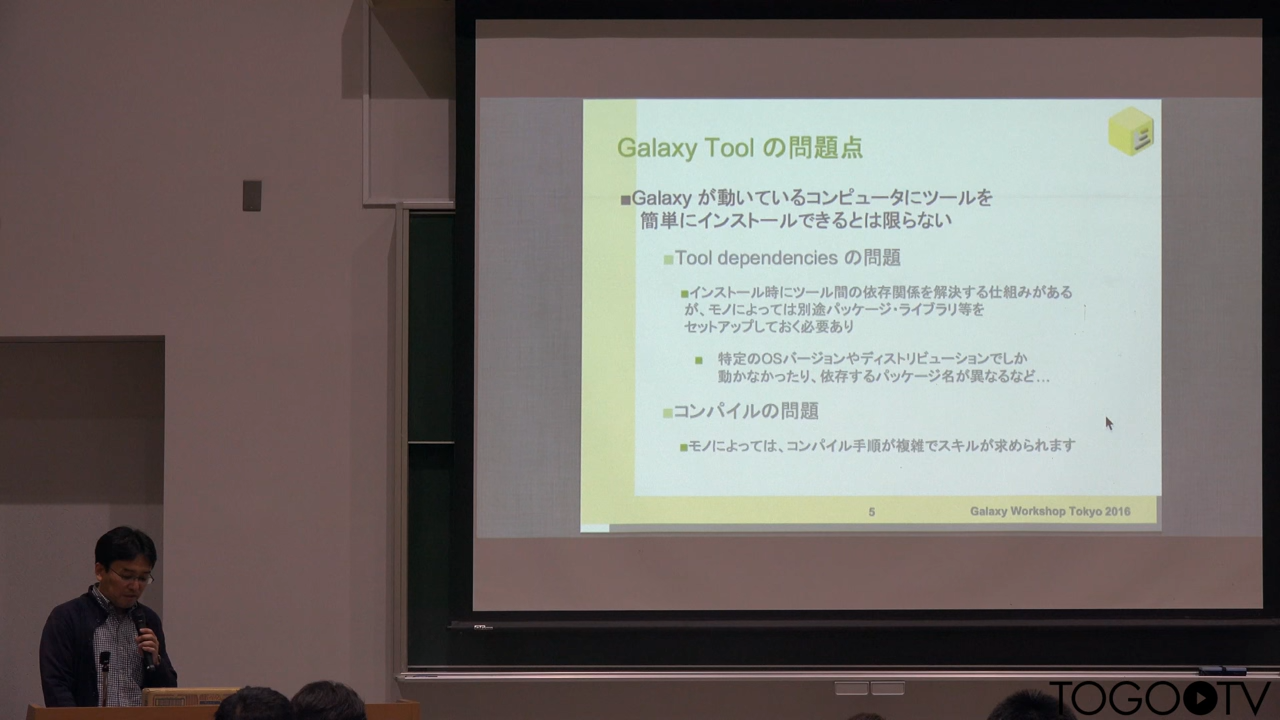 Galaxy Tool の問題点
■Galaxy が動いているコンピュータにツールを
簡単にインストールできるとは限らない
■Tool dependencies の問題
■インストール時にツール間の依存関係を解決する仕組みがある
が、モノによっては別途パッケージ・ライブラリ等を
セットアップしておく必要あり
■ 特定のOSバージョンやディストリビューションでしか
動かなかったり、依存するパッケージ名が異なるなど…
■コンパイルの問題
■モノによっては、コンパイル手順が複雑でスキルが求められます
5
Galaxy Workshop Tokyo 2016
TOGOTV